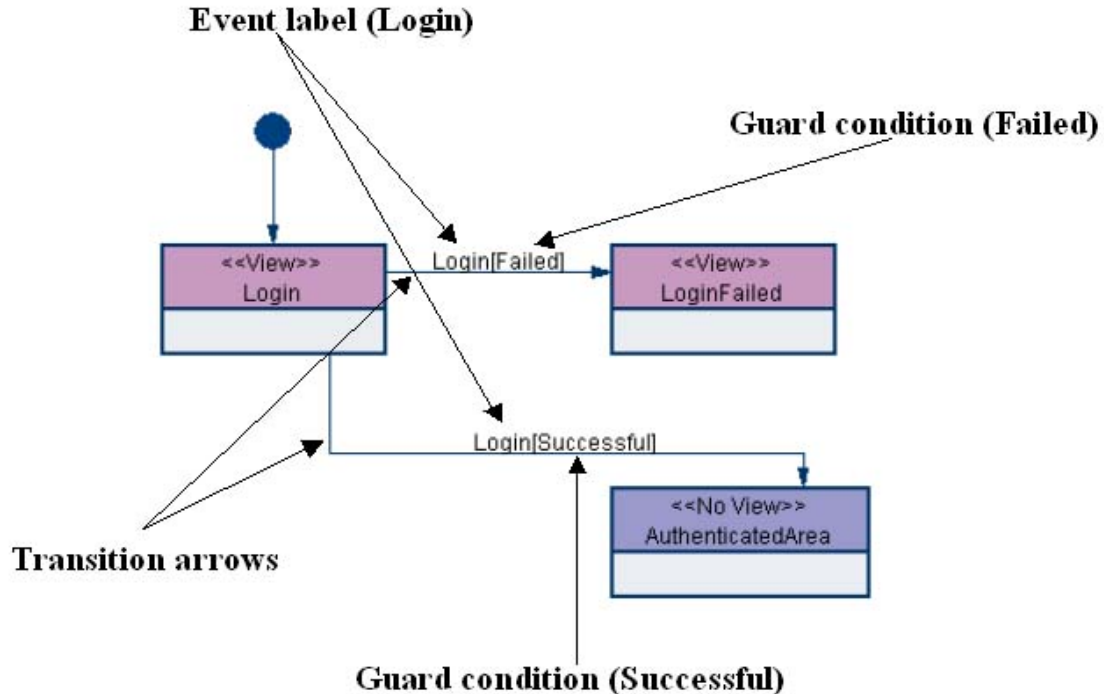 Event label (Login)
Guard condition (Failed)
<<View>>
Login
Login[Failed]
<<View>>
LoginFailed
Login[Successful]
<<No View>>
AuthenticatedArea
Transition arrows
Guard condition (Successful)